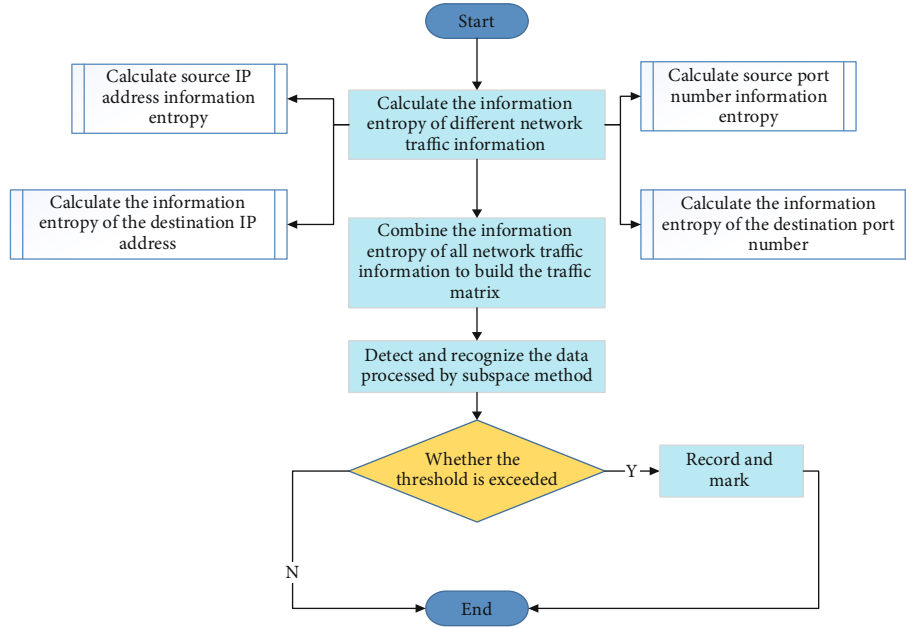 Start
Calculate source IP
address information
entropy
Calculate the information
entropy of different network
traffic information
Calculate source port
number information
entropy
Calculate the information
entropy of the destination IP
address
Calculate the information
entropy of the destination port
number
Combine the information
entropy of all network traffic
information to build the traffic
matrix
Detect and recognize the data
processed by subspace method
Whether the
threshold is exceeded
Y
Record and
mark
N
End